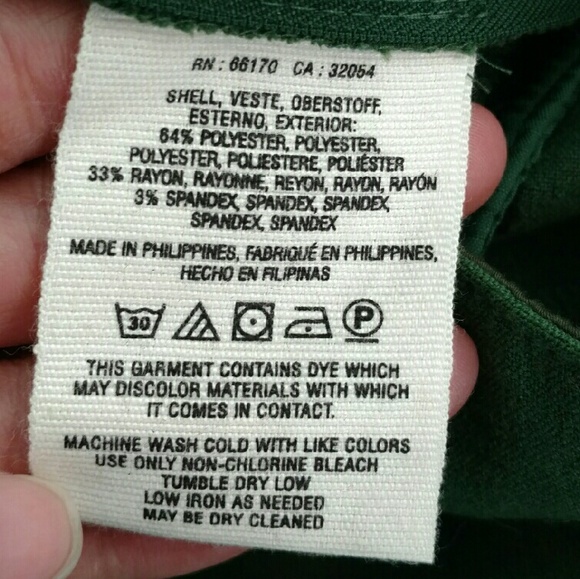 RN : 66170 CA : 32054
SHELL, VESTE, OBERSTOFF,
ESTERNO, EXTERIOR:
64% POLYESTER, POLYESTER,
POLYESTER, POLIESTERE, POLIÉSTER
33% RAYON, RAYONNE, REYON, RAYON, RAYÓN
3% SPANDEX, SPANDEX, SPANDEX,
SPANDEX, SPANDEX
MADE IN PHILIPPINES, FABRIQUÉ EN PHILIPPINES,
HECHO EN FILIPINAS
30 P
THIS GARMENT CONTAINS DYE WHICH
MAY DISCOLOR MATERIALS WITH WHICH
IT COMES IN CONTACT.
MACHINE WASH COLD WITH LIKE COLORS
USE ONLY NON-CHLORINE BLEACH
TUMBLE DRY LOW
LOW IRON AS NEEDED
MAY BE DRY CLEANED